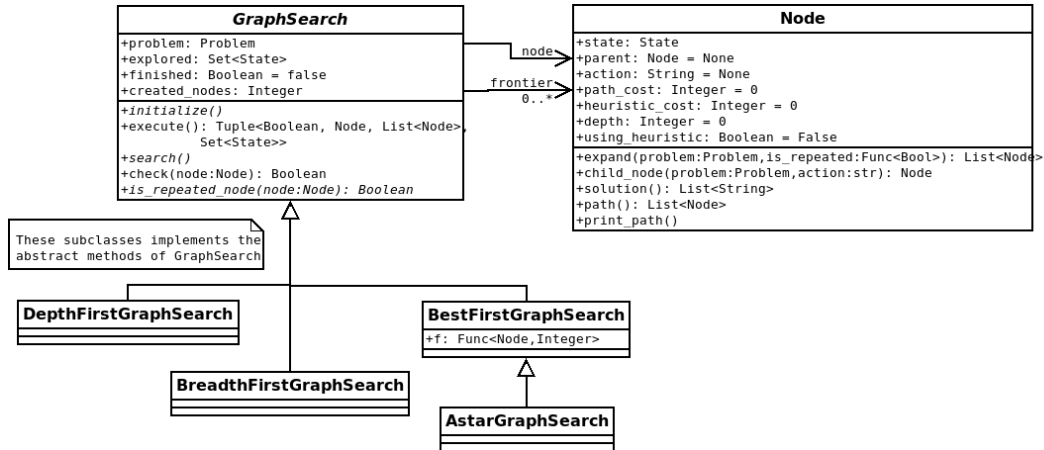 GraphSearch
+problem: Problem
+explored: Set<State>
+finished: Boolean = false
+created_nodes: Integer
+initialize()
+execute(): Tuple<Boolean, Node, List<Node>,
Set<State>>
+search()
+check(node:Node): Boolean
+is_repeated_node(node:Node): Boolean
node
frontier
0..*
Node
+state: State
+parent: Node = None
+action: String = None
+path_cost: Integer = 0
+heuristic_cost: Integer = 0
+depth: Integer = 0
+using_heuristic: Boolean = False
+expand(problem:Problem,is_repeated:Func<Bool>): List<Node>
+child_node(problem:Problem,action:str): Node
+solution(): List<String>
+path(): List<Node>
+print_path()
These subclasses implements the
abstract methods of GraphSearch
DepthFirstGraphSearch
BestFirstGraphSearch
+f: Func<Node,Integer>
BreadthFirstGraphSearch
AstarGraphSearch